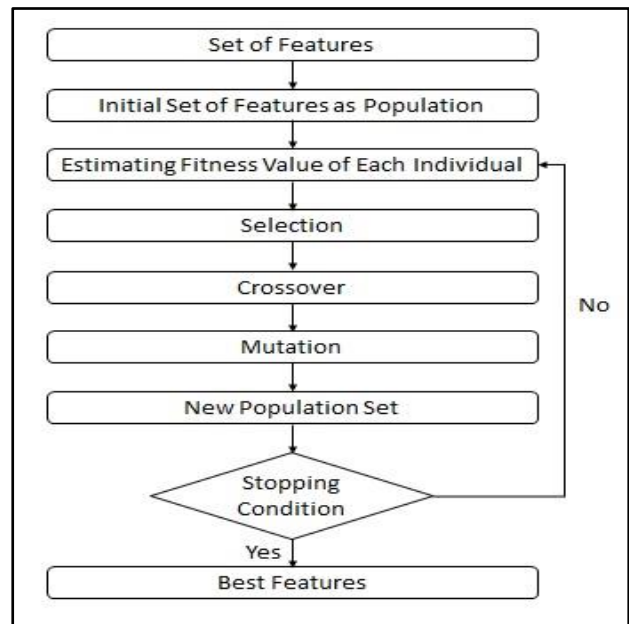 Set of Features
Initial Set of Features as Population
Estimating Fitness Value of Each Individual
Selection
Crossover
No
Mutation
New Population Set
Stopping
Condition
Yes
Best Features